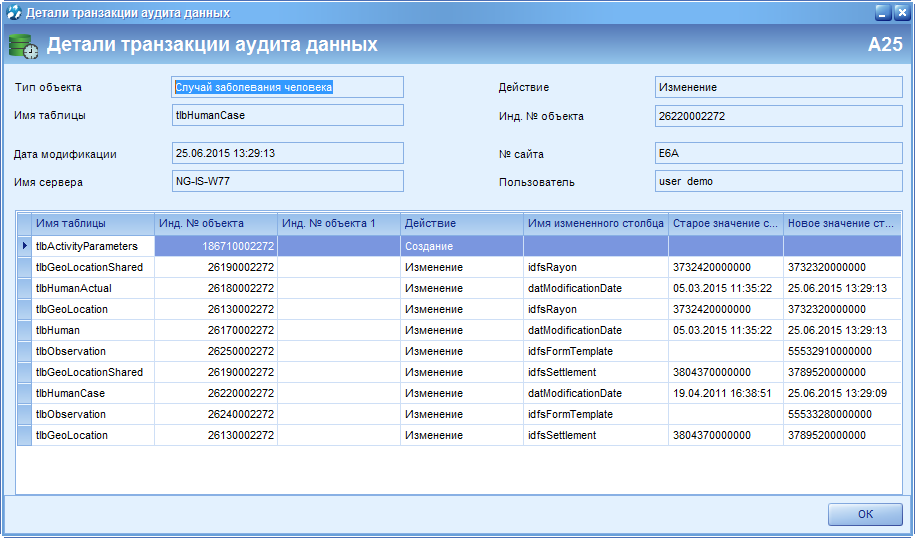 Детали транзакции аудита данных
Детали транзакции аудита данных A25
Тип объекта Случай заболевания человека Действие Изменение
Имя таблицы tlbHumanCase Инд. № объекта 26220002272
Дата модификации 25.06.2015 13:29:13 № сайта E6A
Имя сервера NG-IS-W77 Пользователь user demo
Имя таблицы Инд. № объекта Инд. № объекта 1 Действие Имя измененного столбца Старое значение с... Новое значение ст...
tlbActivityParameters 186710002272 Создание
tlbGeoLocationShared 26190002272 Изменение idfsRayon 3732420000000 3732320000000
tlbHumanActual 26180002272 Изменение datModificationDate 05.03.2015 11:35:22 25.06.2015 13:29:13
tlbGeoLocation 26130002272 Изменение idfsRayon 3732420000000 3732320000000
tlbHuman 26170002272 Изменение datModificationDate 05.03.2015 11:35:22 25.06.2015 13:29:13
tlbObservation 26250002272 Изменение idfsFormTemplate 55532910000000
tlbGeoLocationShared 26190002272 Изменение idfsSettlement 3804370000000 3789520000000
tlbHumanCase 26220002272 Изменение datModificationDate 19.04.2011 16:38:51 25.06.2015 13:29:09
tlbObservation 26240002272 Изменение idfsFormTemplate 55533280000000
tlbGeoLocation 26130002272 Изменение idfsSettlement 3804370000000 3789520000000
ОК